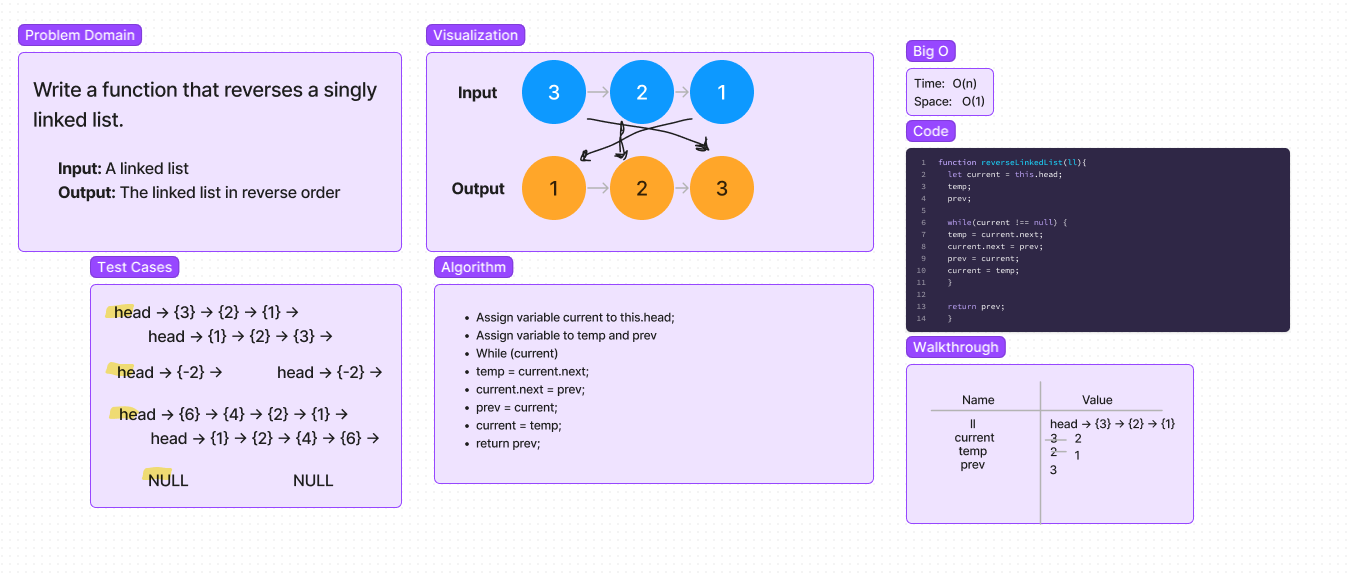 Problem Domain
Write a function that reverses a singly
linked list.
Input: A linked list
Output: The linked list in reverse order
Visualization
Input 3 → 2 → 1
Output 1 → 2 → 3
Test Cases
head → {3} → {2} → {1} →
head → {1} → {2} → {3} →
head → {-2} → head → {-2} →
head → {6} → {4} → {2} → {1} →
head → {1} → {2} → {4} → {6} →
NULL NULL
Algorithm
• Assign variable current to this.head;
• Assign variable to temp and prev
• While (current)
• temp = current.next;
• current.next = prev;
• prev = current;
• current = temp;
• return prev;
Big O
Time: O(n)
Space: O(1)
Code
1 function reverseLinkedList(ll){
2 let current = this.head;
3 temp;
4 prev;
5
6 while(current !== null) {
7 temp = current.next;
8 current.next = prev;
9 prev = current;
10 current = temp;
11 }
12
13 return prev;
14 }
Walkthrough
Name Value
ll head → {3} → {2} → {1}
current 3 2
temp 2 1
prev 3